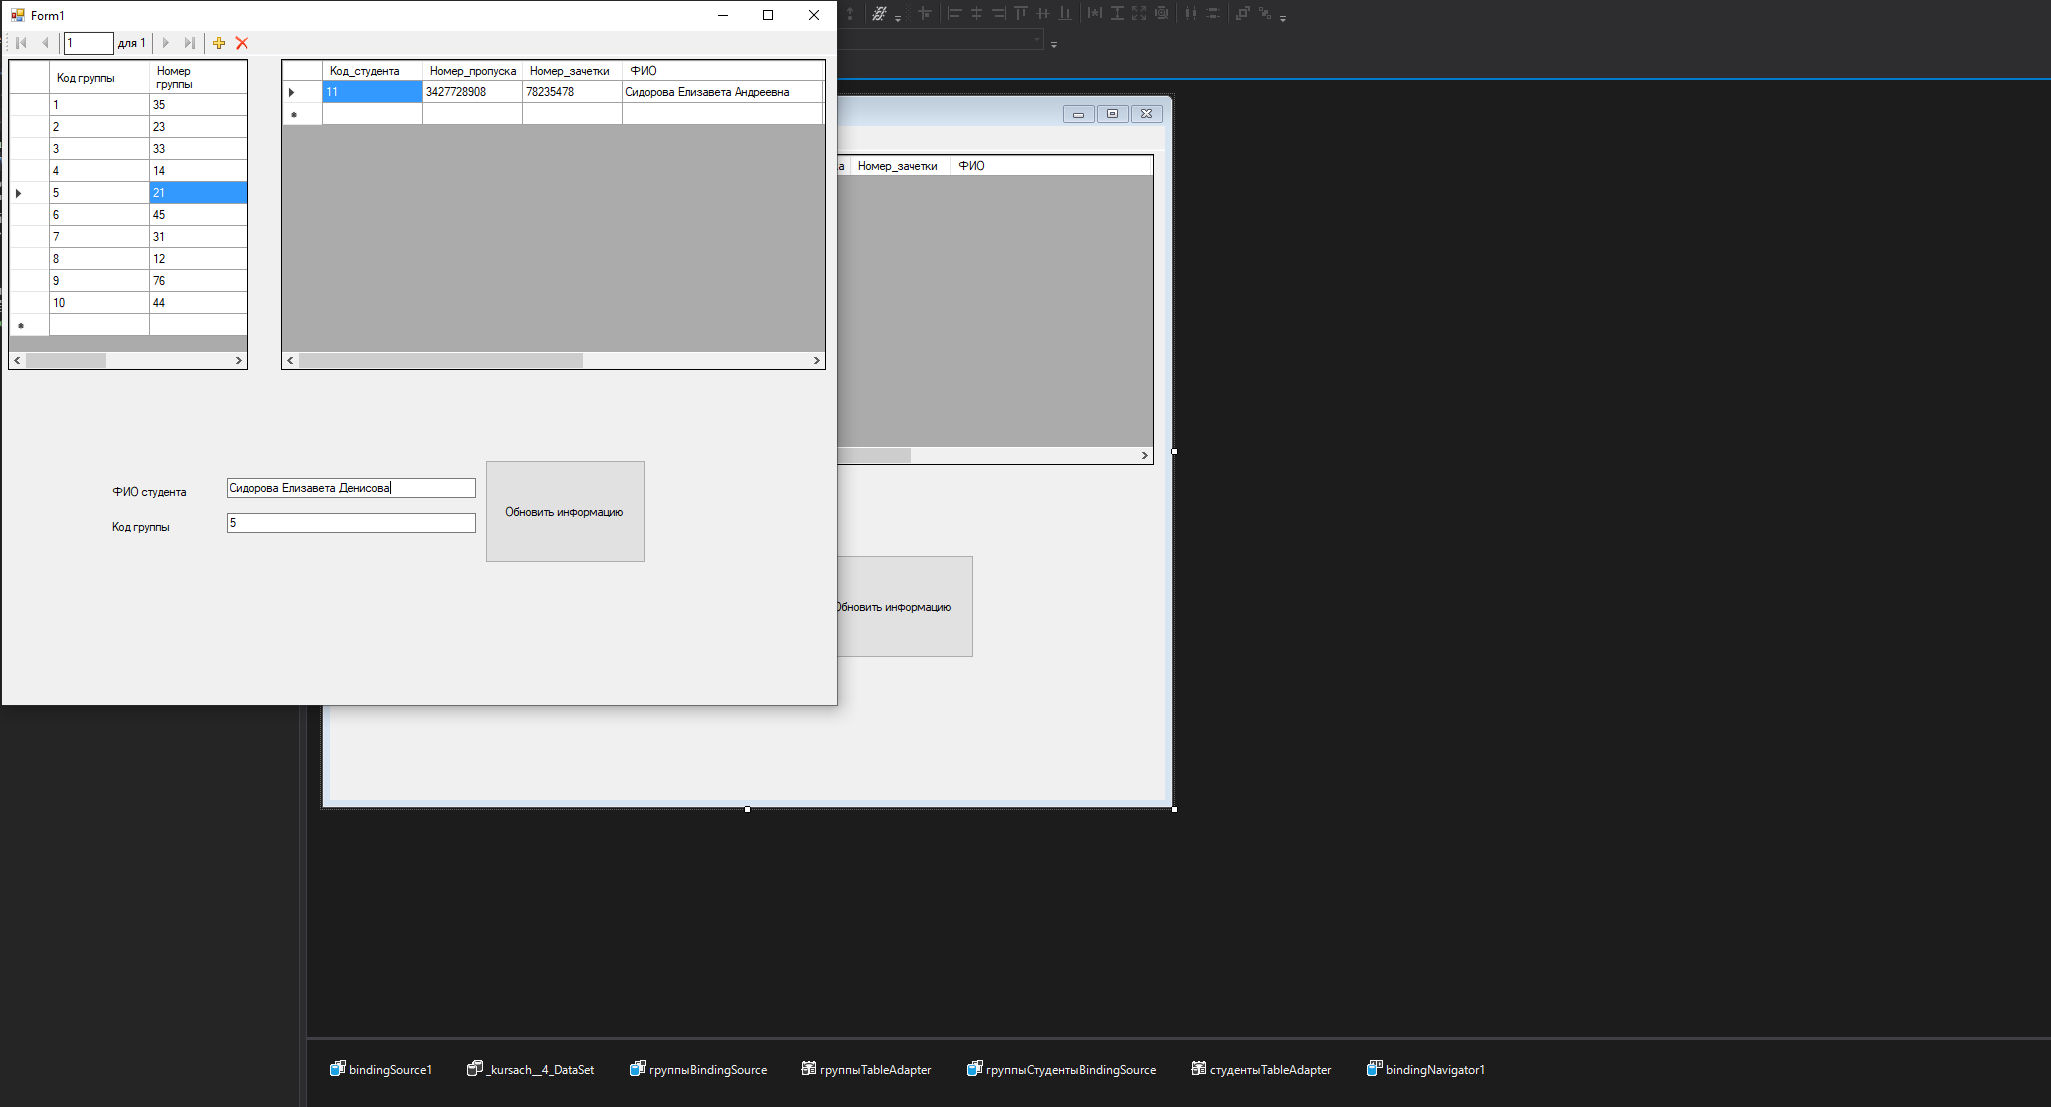 Form1
1 для 1
Код группы Номер группы
1 35
2 23
3 33
4 14
5 21
6 45
7 31
8 12
9 76
10 44
Код_студента Номер_пропуска Номер_зачетки ФИО
11 3427728908 78235478 Сидорова Елизавета Андреевна
ФИО студента Сидорова Елизавета Денисова
Код группы 5
Обновить информацию
а Номер_зачетки ФИО
Обновить информацию
bindingSource1 _kursach__4_DataSet группыBindingSource группыTableAdapter группыСтудентыBindingSource студентыTableAdapter bindingNavigator1